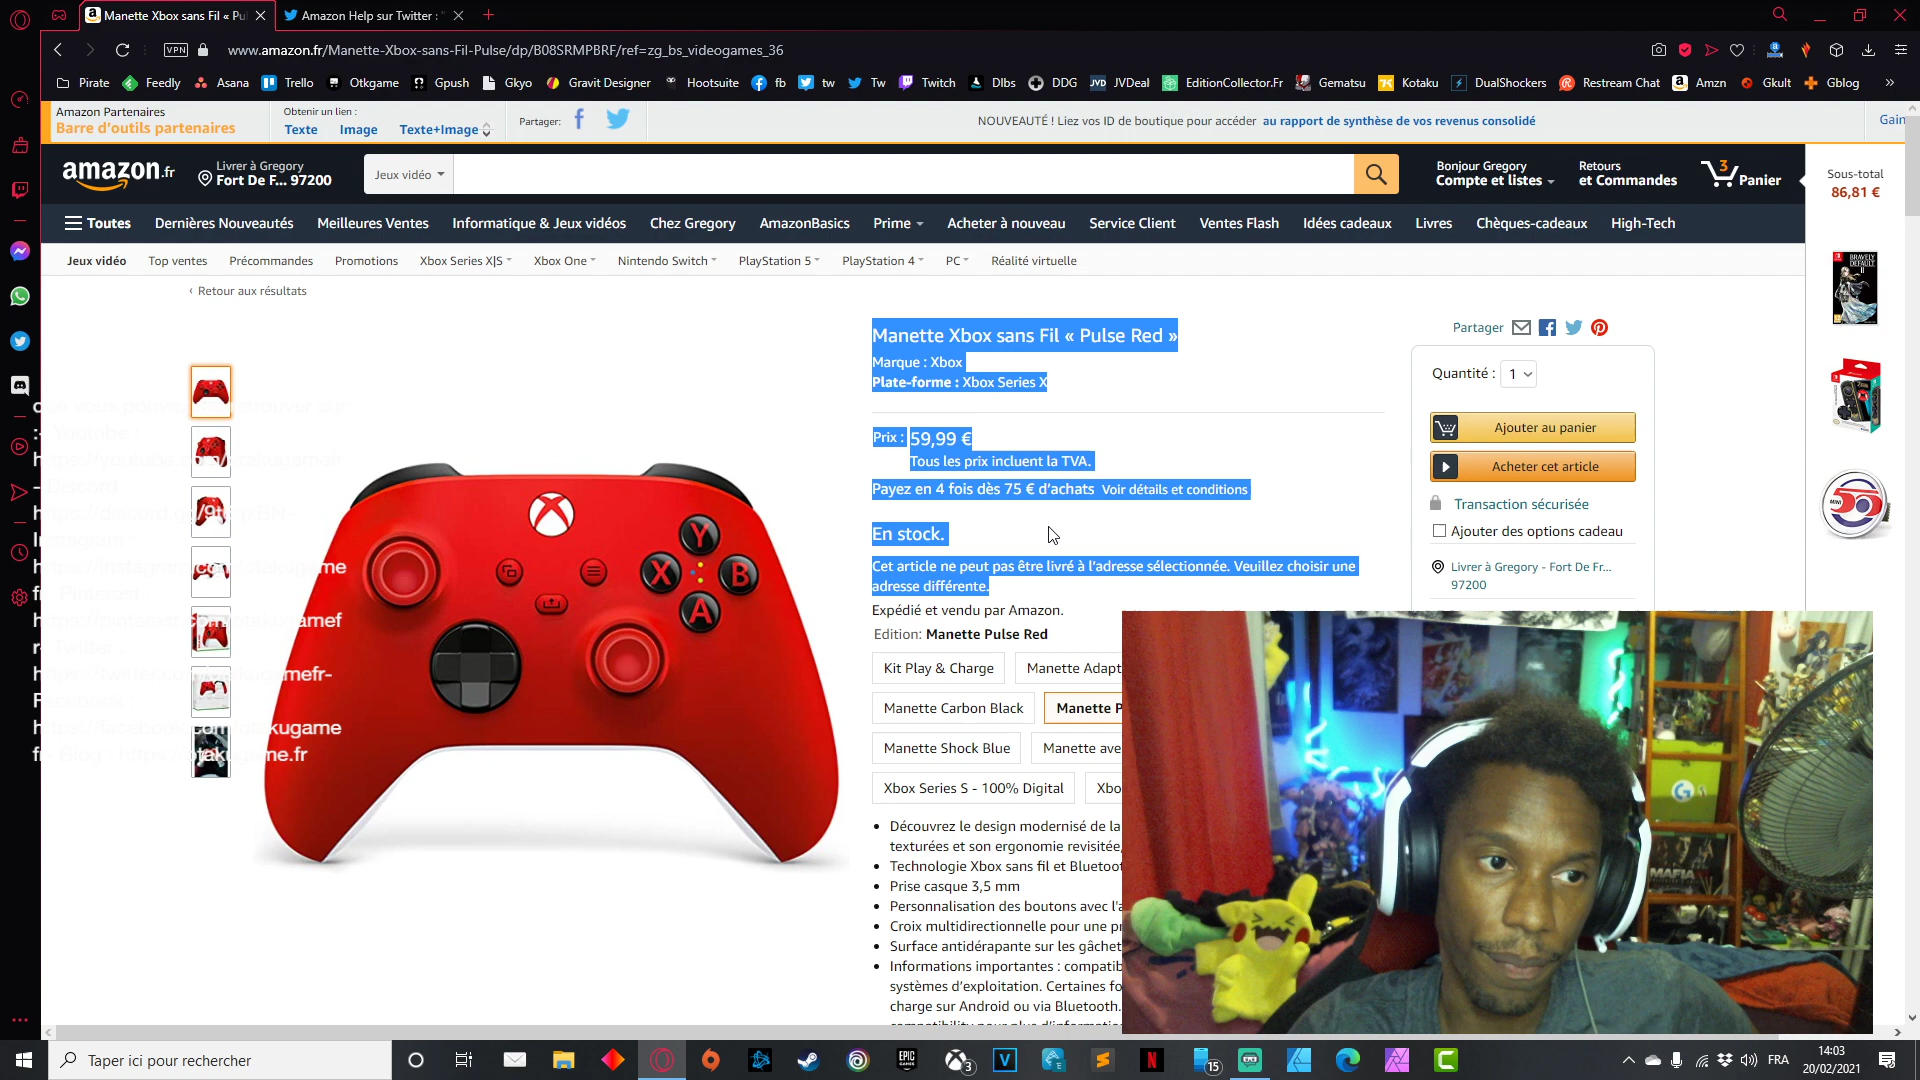 Manette Xbox sans Fil « Pul
Amazon Help sur Twitter : "
VPN
www.amazon.fr/Manette-Xbox-sans-Fil-Pulse/dp/B08SRMPBRF/ref=zg_bs_videogames_36
Pirate Feedly Asana Trello Otkgame Gpush Gkyo Gravit Designer Hootsuite fb tw Tw Twitch Dlbs DDG JVDeal EditionCollector.Fr Gematsu Kotaku DualShockers Restream Chat Amzn Gkult Gblog »
Amazon Partenaires
Barre d'outils partenaires
Obtenir un lien :
Texte Image Texte+Image
Partager:
NOUVEAUTÉ ! Liez vos ID de boutique pour accéder au rapport de synthèse de vos revenus consolidé
Gain
amazon.fr
Livrer à Gregory
Fort De F... 97200
Jeux vidéo
Bonjour Gregory
Compte et listes
Retours
et Commandes
3
Panier
Sous-total
86,81 €
Toutes Dernières Nouveautés Meilleures Ventes Informatique & Jeux vidéos Chez Gregory AmazonBasics Prime Acheter à nouveau Service Client Ventes Flash Idées cadeaux Livres Chèques-cadeaux High-Tech
Jeux vidéo Top ventes Précommandes Promotions Xbox Series X|S Xbox One Nintendo Switch PlayStation 5 PlayStation 4 PC Réalité virtuelle
‹ Retour aux résultats
Manette Xbox sans Fil « Pulse Red »
Marque : Xbox
Plate-forme : Xbox Series X
Prix : 59,99 €
Tous les prix incluent la TVA.
Payez en 4 fois dès 75 € d'achats Voir détails et conditions
En stock.
Cet article ne peut pas être livré à l'adresse sélectionnée. Veuillez choisir une
adresse différente.
Expédié et vendu par Amazon.
Edition: Manette Pulse Red
Kit Play & Charge
Manette Adapt
Manette Carbon Black
Manette P
Manette Shock Blue
Manette ave
Xbox Series S - 100% Digital
Xbo
Découvrez le design modernisé de la
texturées et son ergonomie revisitée,
Technologie Xbox sans fil et Bluetoot
Prise casque 3,5 mm
Personnalisation des boutons avec l'a
Croix multidirectionnelle pour une pr
Surface antidérapante sur les gâchet
Informations importantes : compatib
systèmes d'exploitation. Certaines fo
charge sur Android ou via Bluetooth.
Partager
Quantité : 1
Ajouter au panier
Acheter cet article
Transaction sécurisée
Ajouter des options cadeau
Livrer à Gregory - Fort De Fr...
97200
BRAVELY
DEFAULT
II
Y
X
B
A
MAFIA
Taper ici pour rechercher
EPIC
GAMES
3
15
FRA
14:03
20/02/2021